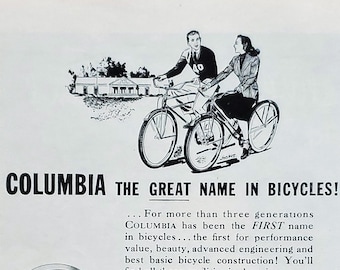 COLUMBIA THE GREAT NAME IN BICYCLES!
... For more than three generations
COLUMBIA has been the FIRST name
in bicycles ... the first for performance
value, beauty, advanced engineering and
best basic bicycle construction! You'll